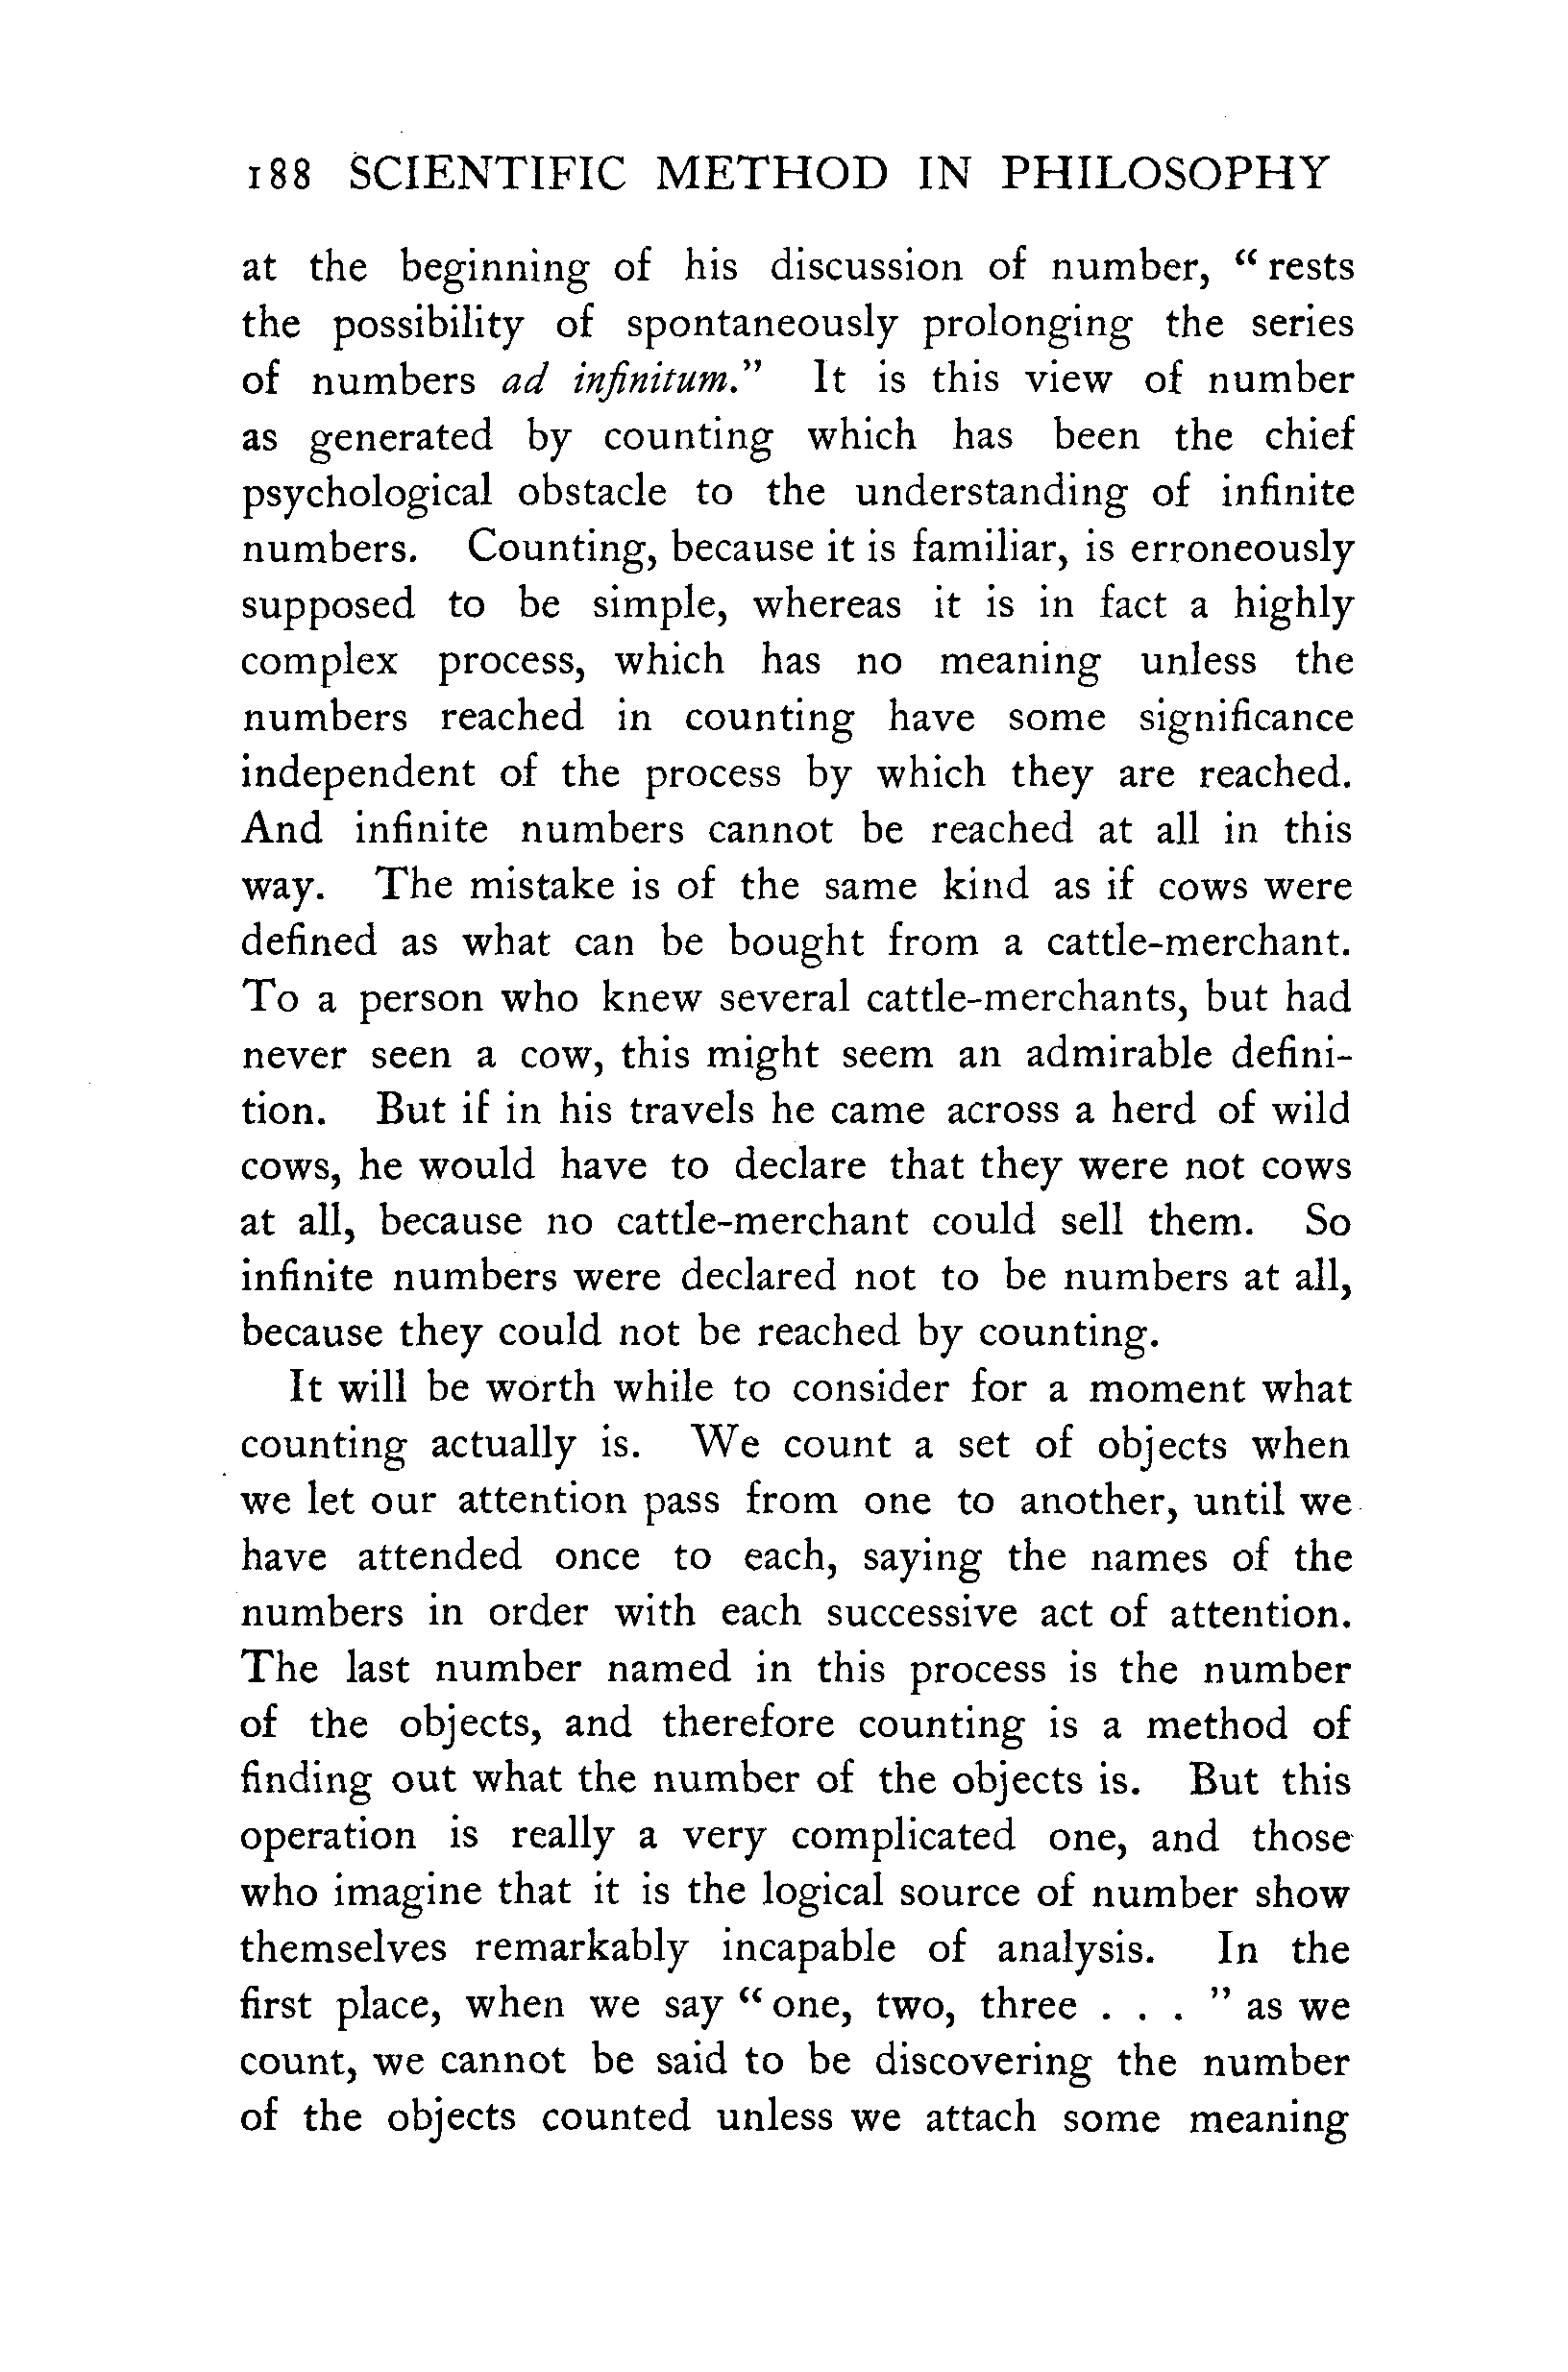 188 SCIENTIFIC METHOD IN PHILOSOPHY
at the beginning of his discussion of number, “rests
the possibility of spontaneously prolonging the series
of numbers ad infinitum.” It is this view of number
as generated by counting which has been the chief
psychological obstacle to the understanding of infinite
numbers. Counting, because it is familiar, is erroneously
supposed to be simple, whereas it is in fact a highly
complex process, which has no meaning unless the
numbers reached in counting have some significance
independent of the process by which they are reached.
And infinite numbers cannot be reached at all in this
way. The mistake is of the same kind as if cows were
defined as what can be bought from a cattle-merchant.
To a person who knew several cattle-merchants, but had
never seen a cow, this might seem an admirable defini-
tion. But if in his travels he came across a herd of wild
cows, he would have to declare that they were not cows
at all, because no cattle-merchant could sell them. So
infinite numbers were declared not to be numbers at all,
because they could not be reached by counting.
It will be worth while to consider for a moment what
counting actually is. We count a set of objects when
we let our attention pass from one to another, until we
have attended once to each, saying the names of the
numbers in order with each successive act of attention.
The last number named in this process is the number
of the objects, and therefore counting is a method of
finding out what the number of the objects is. But this
operation is really a very complicated one, and those
who imagine that it is the logical source of number show
themselves remarkably incapable of analysis. In the
first place, when we say “one, two, three . . . ” as we
count, we cannot be said to be discovering the number
of the objects counted unless we attach some meaning